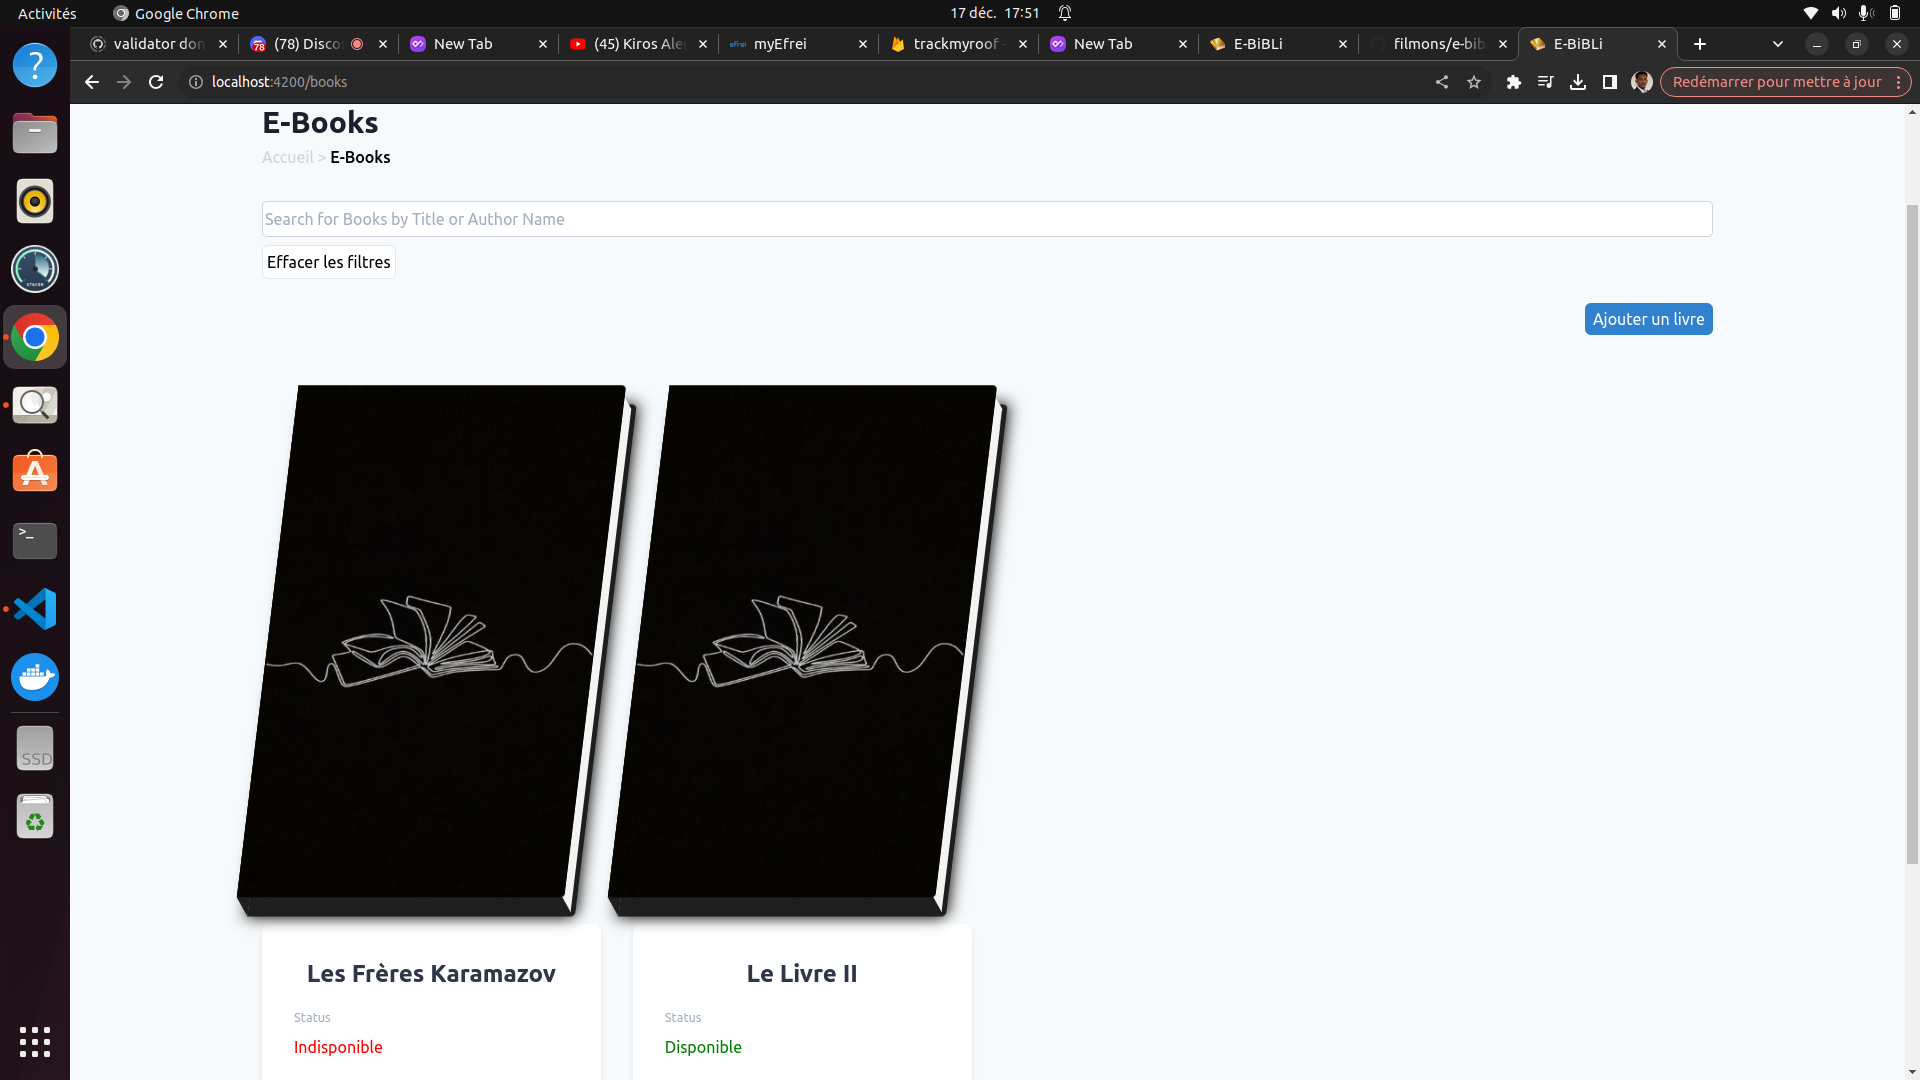 Activités
Google Chrome
17 déc. 17:51
validator don
(78) Disco
New Tab
(45) Kiros Ale
myEfrei
trackmyroof
New Tab
E-BiBLi
filmons/e-bib
E-BiBLi
localhost:4200/books
Redémarrer pour mettre à jour
E-Books
Accueil > E-Books
Search for Books by Title or Author Name
Effacer les filtres
Ajouter un livre
Les Frères Karamazov
Status
Indisponible
Le Livre II
Status
Disponible
78
efrei
STACER
>_
SSD